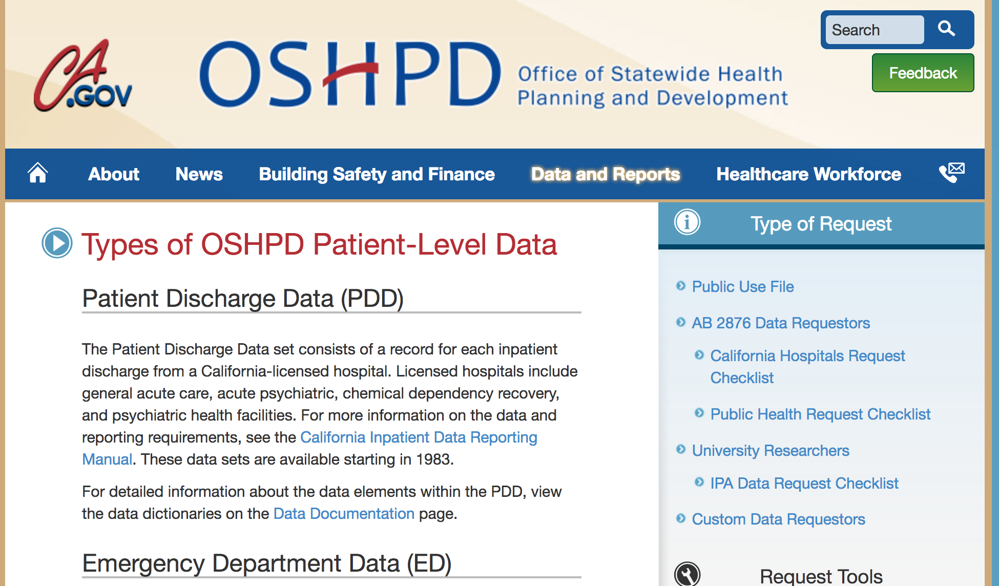 CA.GOV
OSHPD
Office of Statewide Health
Planning and Development
Search
Feedback
About
News
Building Safety and Finance
Data and Reports
Healthcare Workforce
Types of OSHPD Patient-Level Data
Patient Discharge Data (PDD)
The Patient Discharge Data set consists of a record for each inpatient
discharge from a California-licensed hospital. Licensed hospitals include
general acute care, acute psychiatric, chemical dependency recovery,
and psychiatric health facilities. For more information on the data and
reporting requirements, see the California Inpatient Data Reporting
Manual. These data sets are available starting in 1983.
For detailed information about the data elements within the PDD, view
the data dictionaries on the Data Documentation page.
Emergency Department Data (ED)
Type of Request
Public Use File
AB 2876 Data Requestors
California Hospitals Request
Checklist
Public Health Request Checklist
University Researchers
IPA Data Request Checklist
Custom Data Requestors
Request Tools